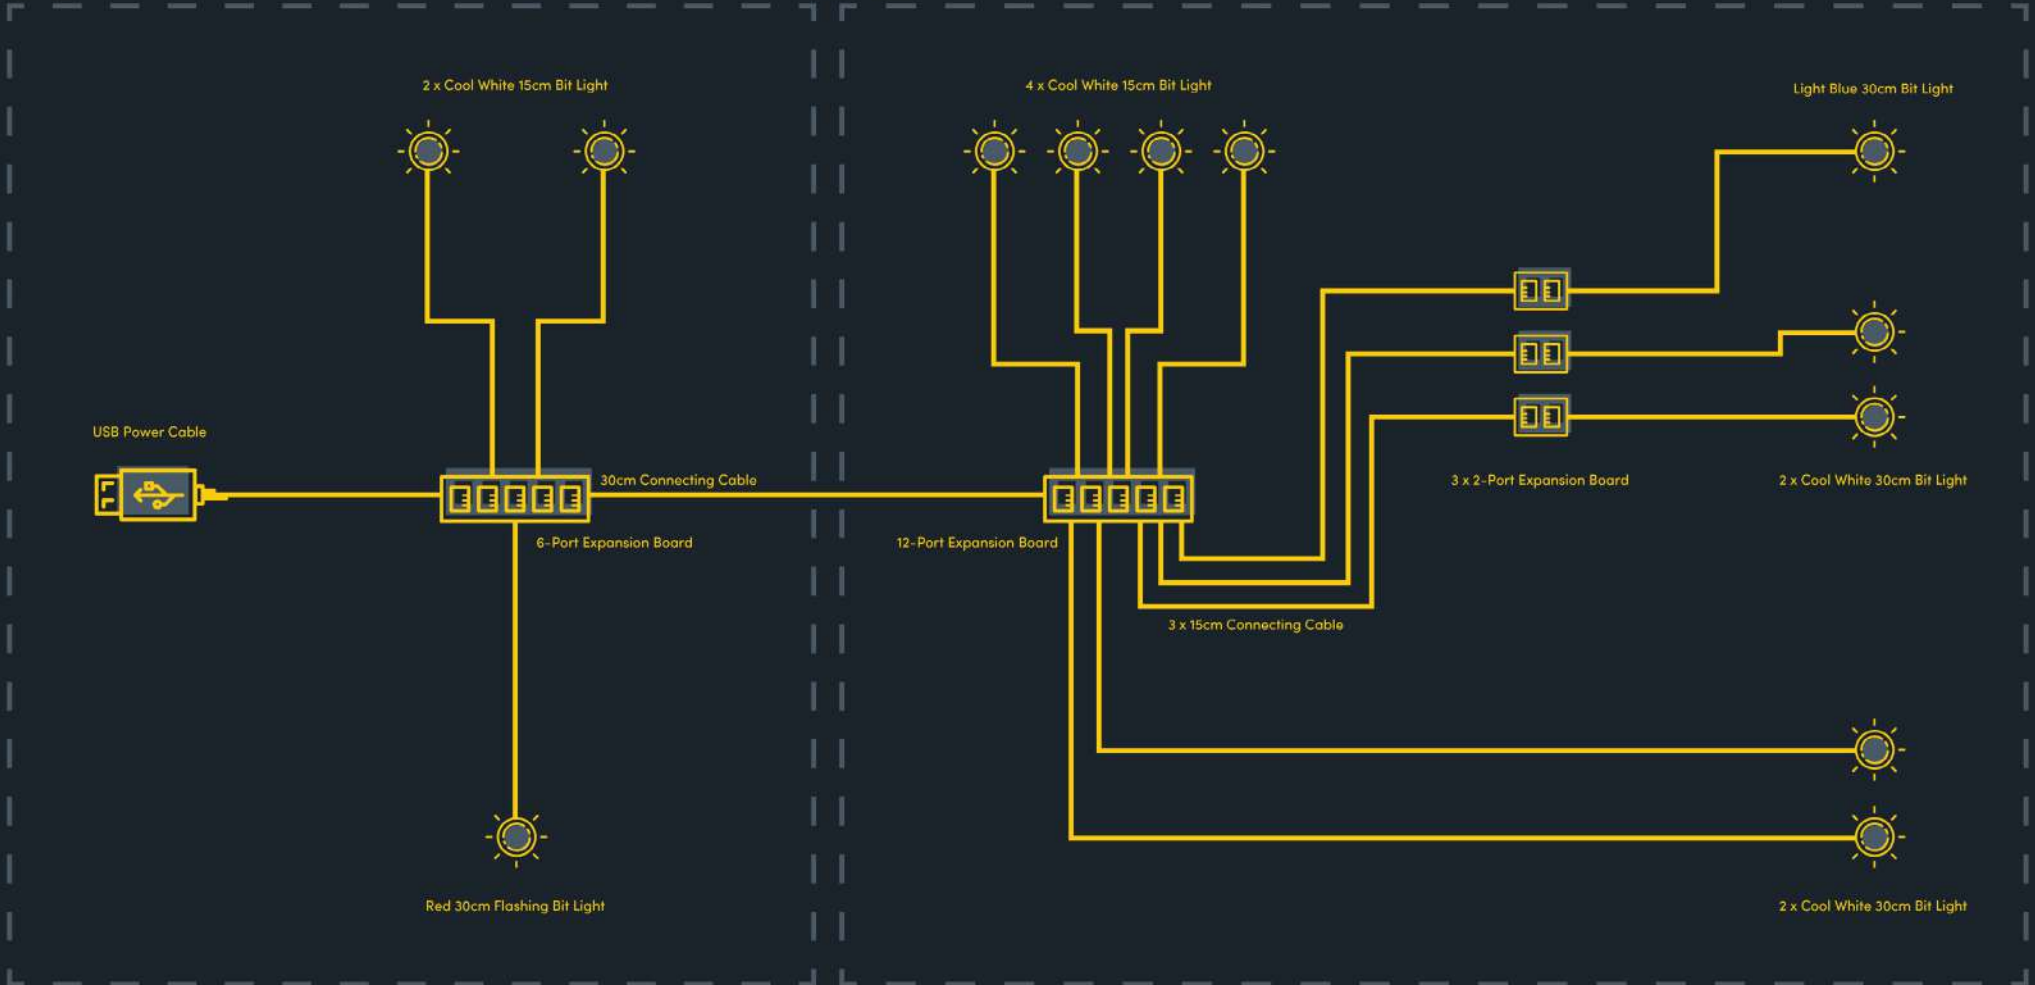 2 x Cool White 15cm Bit Light
4 x Cool White 15cm Bit Light
Light Blue 30cm Bit Light
USB Power Cable
30cm Connecting Cable
6-Port Expansion Board
12-Port Expansion Board
3 x 2-Port Expansion Board
2 x Cool White 30cm Bit Light
3 x 15cm Connecting Cable
Red 30cm Flashing Bit Light
2 x Cool White 30cm Bit Light